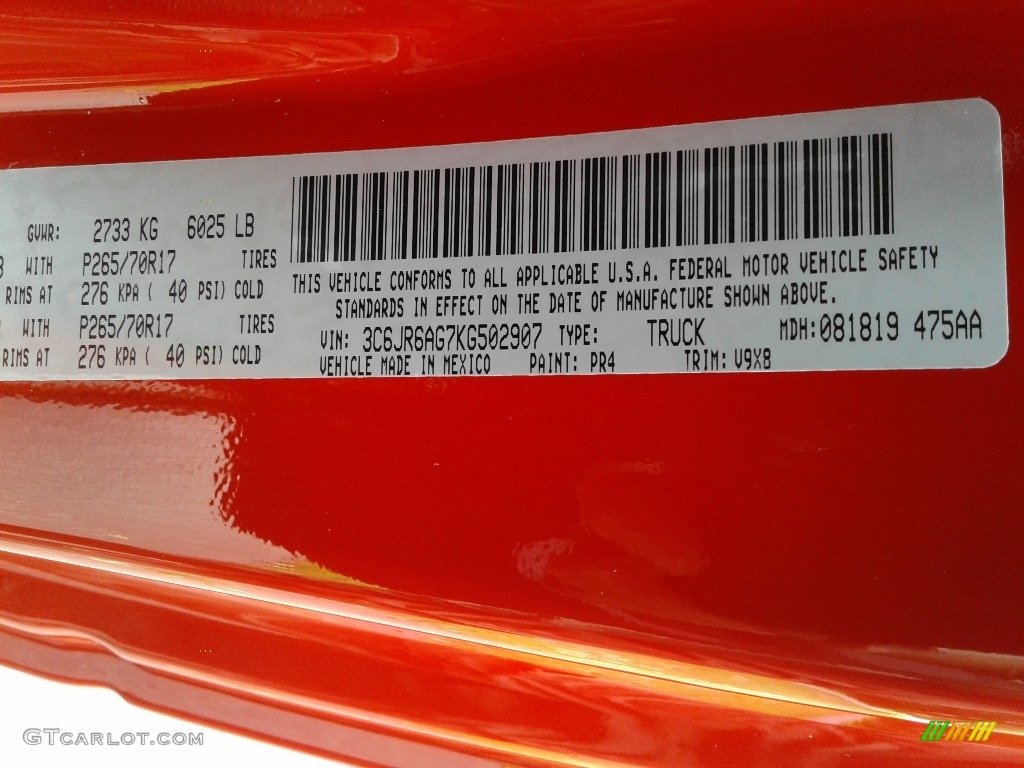 GVWR: 2733 KG 6025 LB
WITH P265/70R17 TIRES
RIMS AT 276 KPA ( 40 PSI) COLD
WITH P265/70R17 TIRES
RIMS AT 276 KPA ( 40 PSI) COLD
THIS VEHICLE CONFORMS TO ALL APPLICABLE U.S.A. FEDERAL MOTOR VEHICLE SAFETY
STANDARDS IN EFFECT ON THE DATE OF MANUFACTURE SHOWN ABOVE.
VIN: 3C6JR6AG7KG502907 TYPE: TRUCK MDH: 081819 475AA
VEHICLE MADE IN MEXICO PAINT: PR4 TRIM: V9X8
GTCARLOT.COM